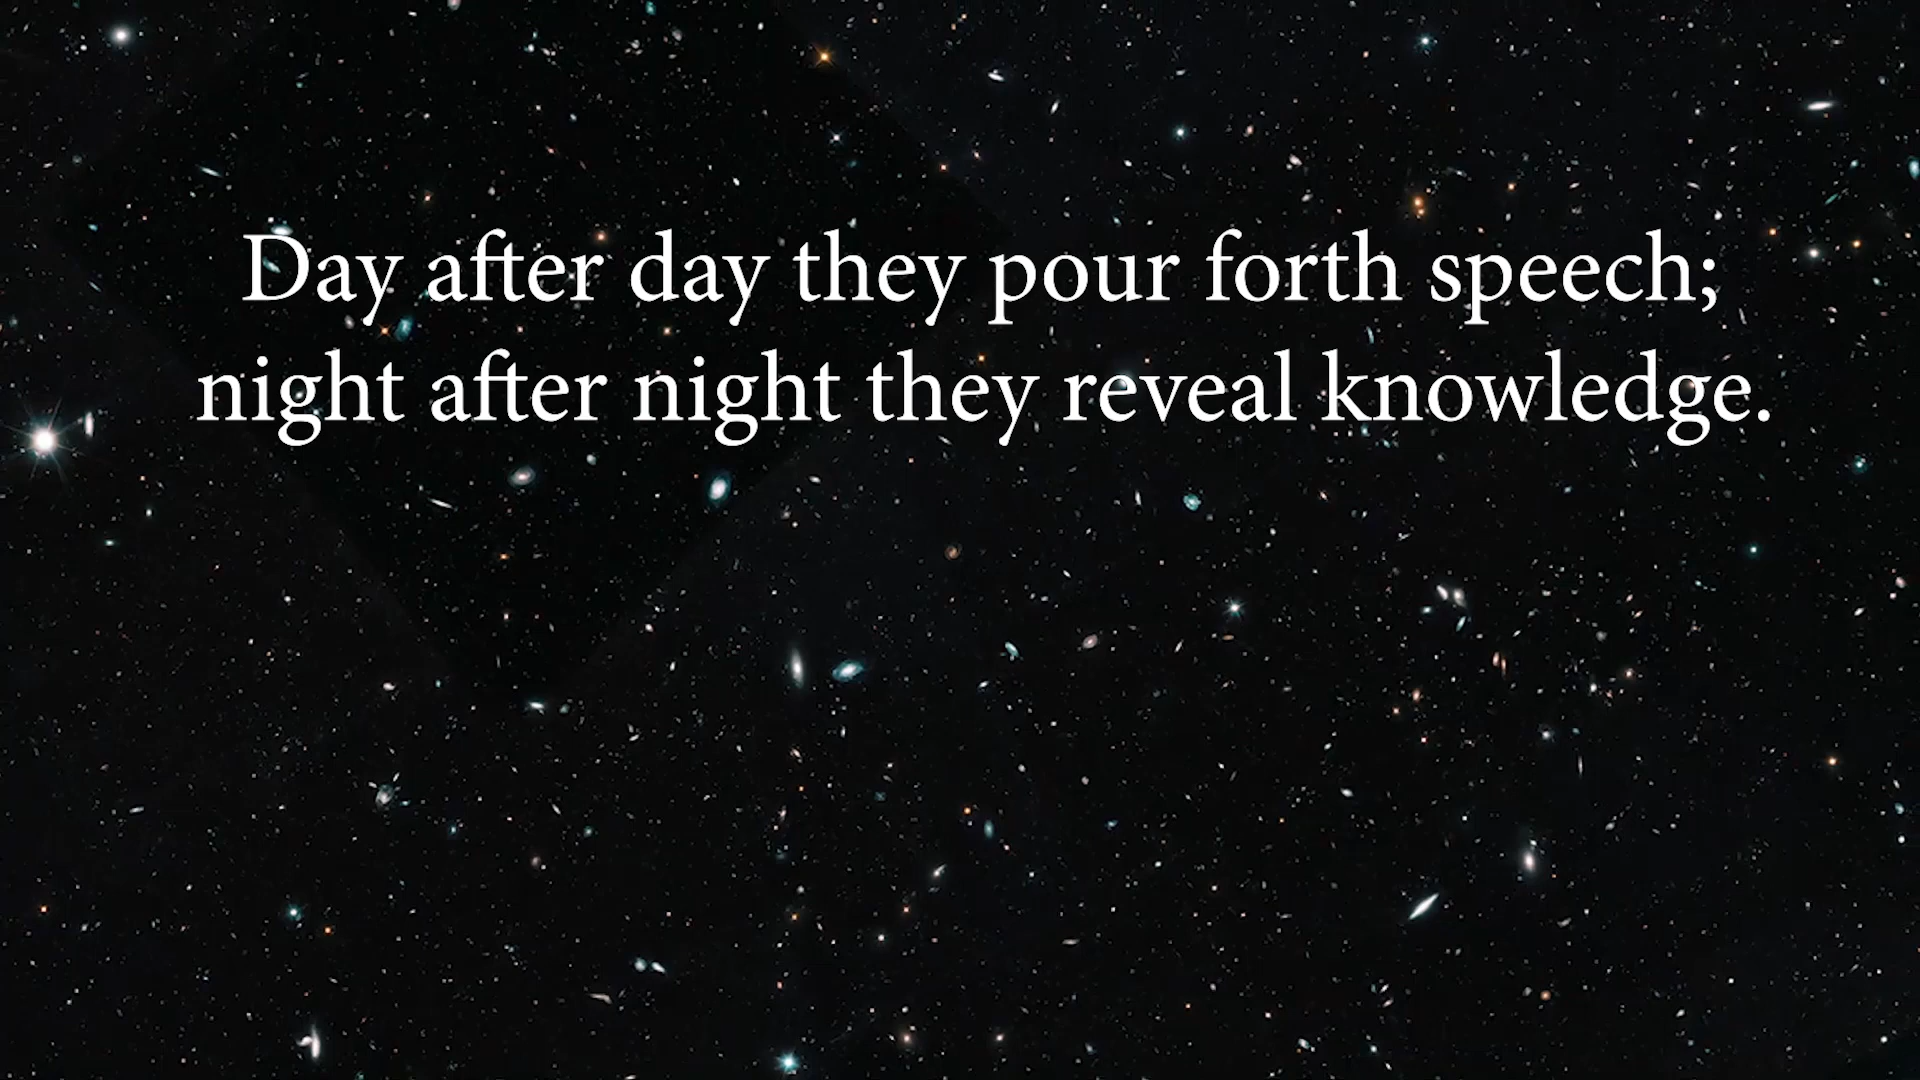 Day after day they pour forth speech;
night after night they reveal knowledge.